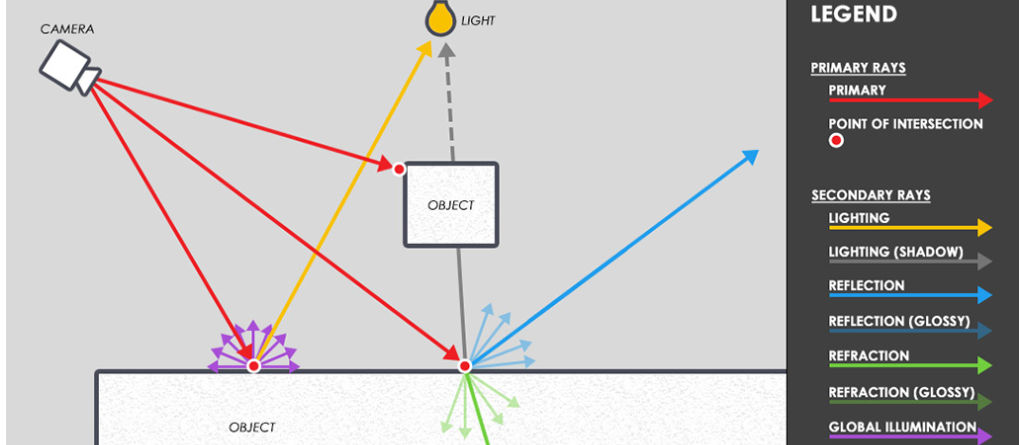 CAMERA
LIGHT
OBJECT
OBJECT
LEGEND
PRIMARY RAYS
PRIMARY
POINT OF INTERSECTION
SECONDARY RAYS
LIGHTING
LIGHTING (SHADOW)
REFLECTION
REFLECTION (GLOSSY)
REFRACTION
REFRACTION (GLOSSY)
GLOBAL ILLUMINATION